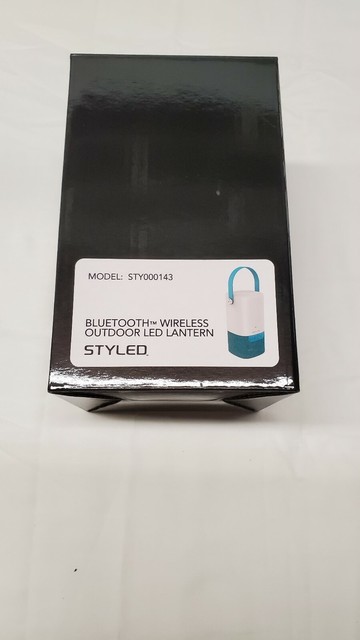 MODEL: STY000143
BLUETOOTH™ WIRELESS
OUTDOOR LED LANTERN
STYLED